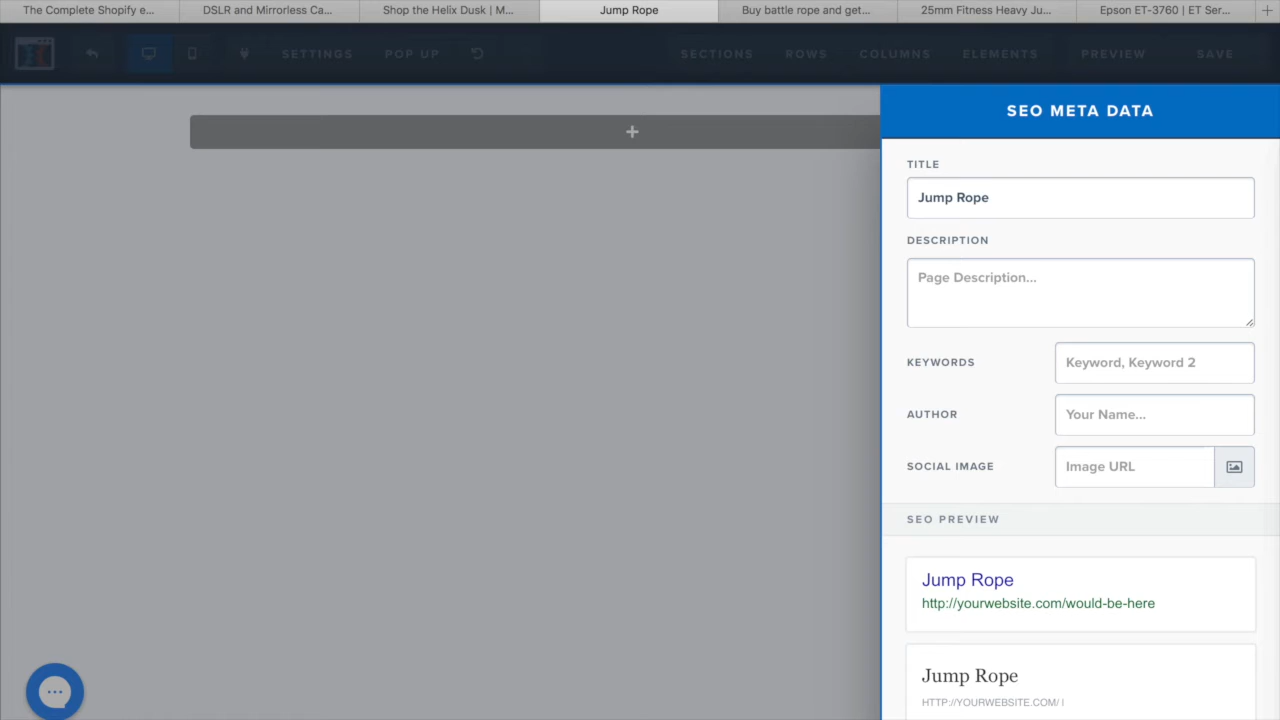 The Complete Shopify e...
DSLR and Mirrorless Ca...
Shop the Helix Dusk | M...
Jump Rope
Buy battle rope and get...
25mm Fitness Heavy Ju...
Epson ET-3760 | ET Ser...
SETTINGS
POP UP
SECTIONS
ROWS
COLUMNS
ELEMENTS
PREVIEW
SAVE
SEO META DATA
TITLE
Jump Rope
DESCRIPTION
Page Description...
KEYWORDS
Keyword, Keyword 2
AUTHOR
Your Name...
SOCIAL IMAGE
Image URL
SEO PREVIEW
Jump Rope
http://yourwebsite.com/would-be-here
Jump Rope
HTTP://YOURWEBSITE.COM/ |